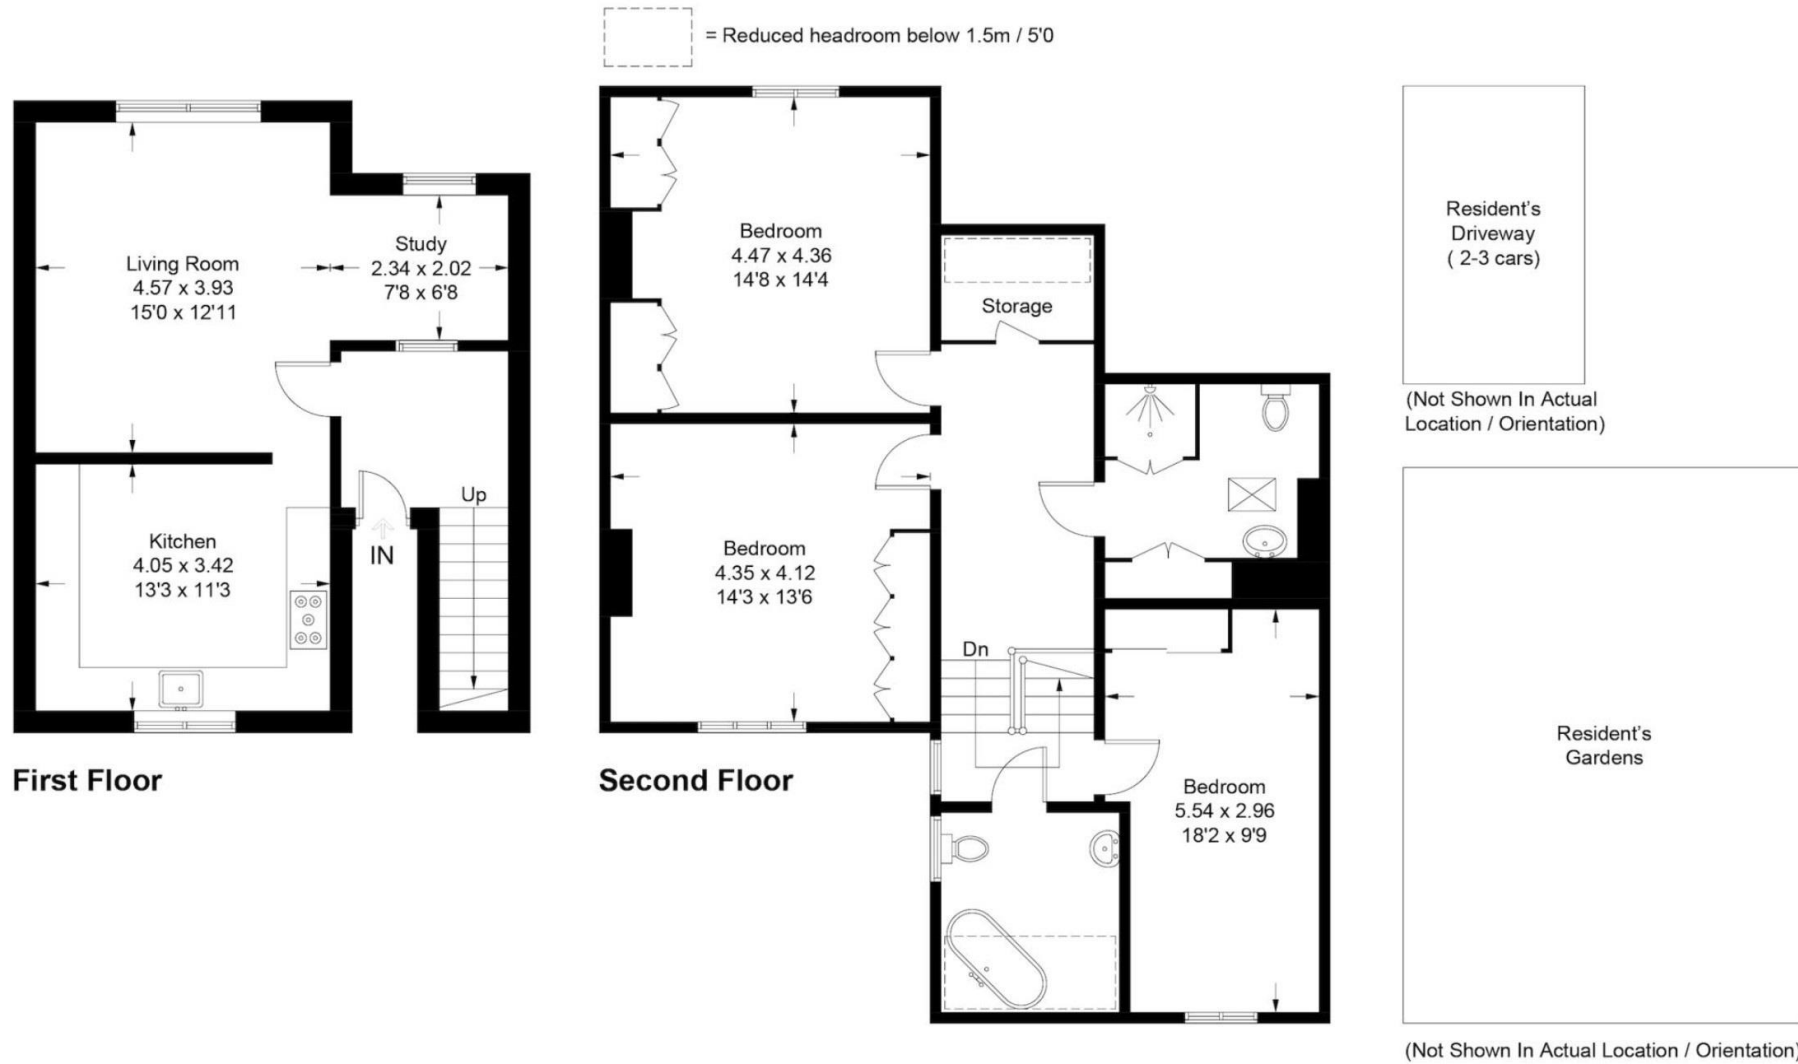 = Reduced headroom below 1.5m / 5'0
Living Room
4.57 x 3.93
15'0 x 12'11
Study
2.34 x 2.02
7'8 x 6'8
Kitchen
4.05 x 3.42
13'3 x 11'3
IN
Up
First Floor
Bedroom
4.47 x 4.36
14'8 x 14'4
Storage
Bedroom
4.35 x 4.12
14'3 x 13'6
Dn
Bedroom
5.54 x 2.96
18'2 x 9'9
Second Floor
Resident's
Driveway
( 2-3 cars)
(Not Shown In Actual
Location / Orientation)
Resident's
Gardens
(Not Shown In Actual Location / Orientation)